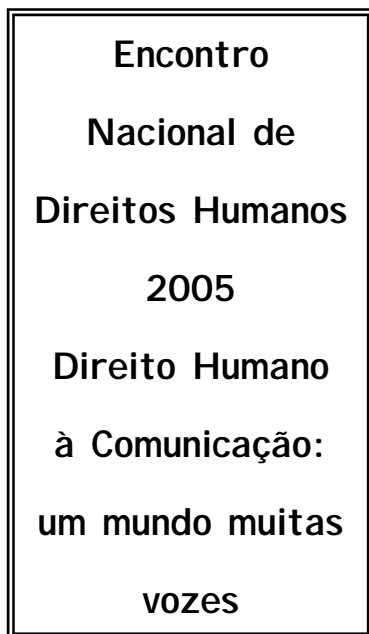 Encontro
Nacional de
Direitos Humanos
2005
Direito Humano
à Comunicação:
um mundo muitas
vozes